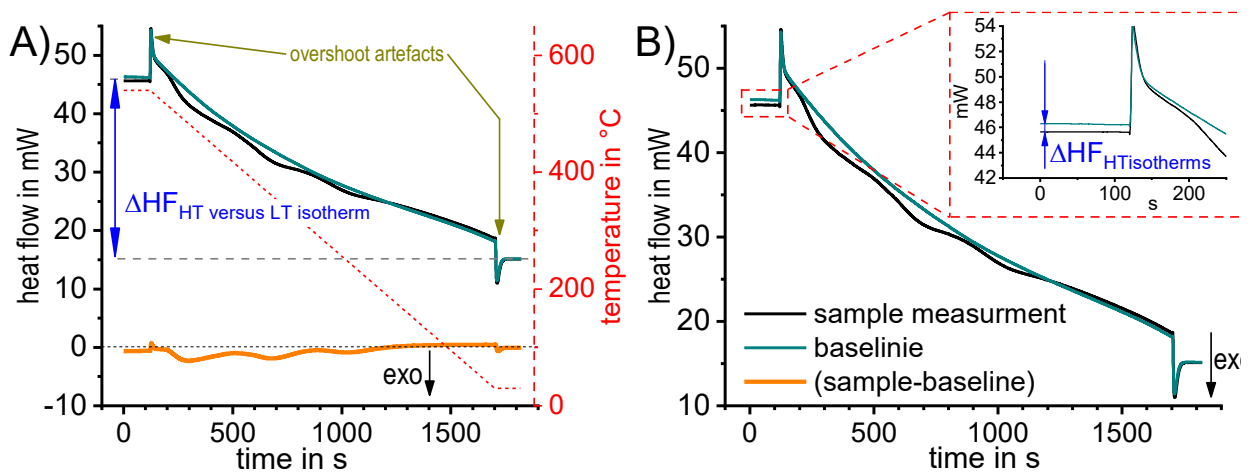 A)
50
40
30
20
10
0
-10
heat flow in mW
0
500
1000
1500
time in s
600
400
200
0
temperature in °C
overshoot artefacts
ΔHF HT versus LT isotherm
exo
B)
50
40
30
20
10
heat flow in mW
0
500
1000
1500
time in s
sample measurment
baselinie
(sample-baseline)
exo
54
52
50
48
46
44
42
mW
0
100
200
s
ΔHF HTisotherms